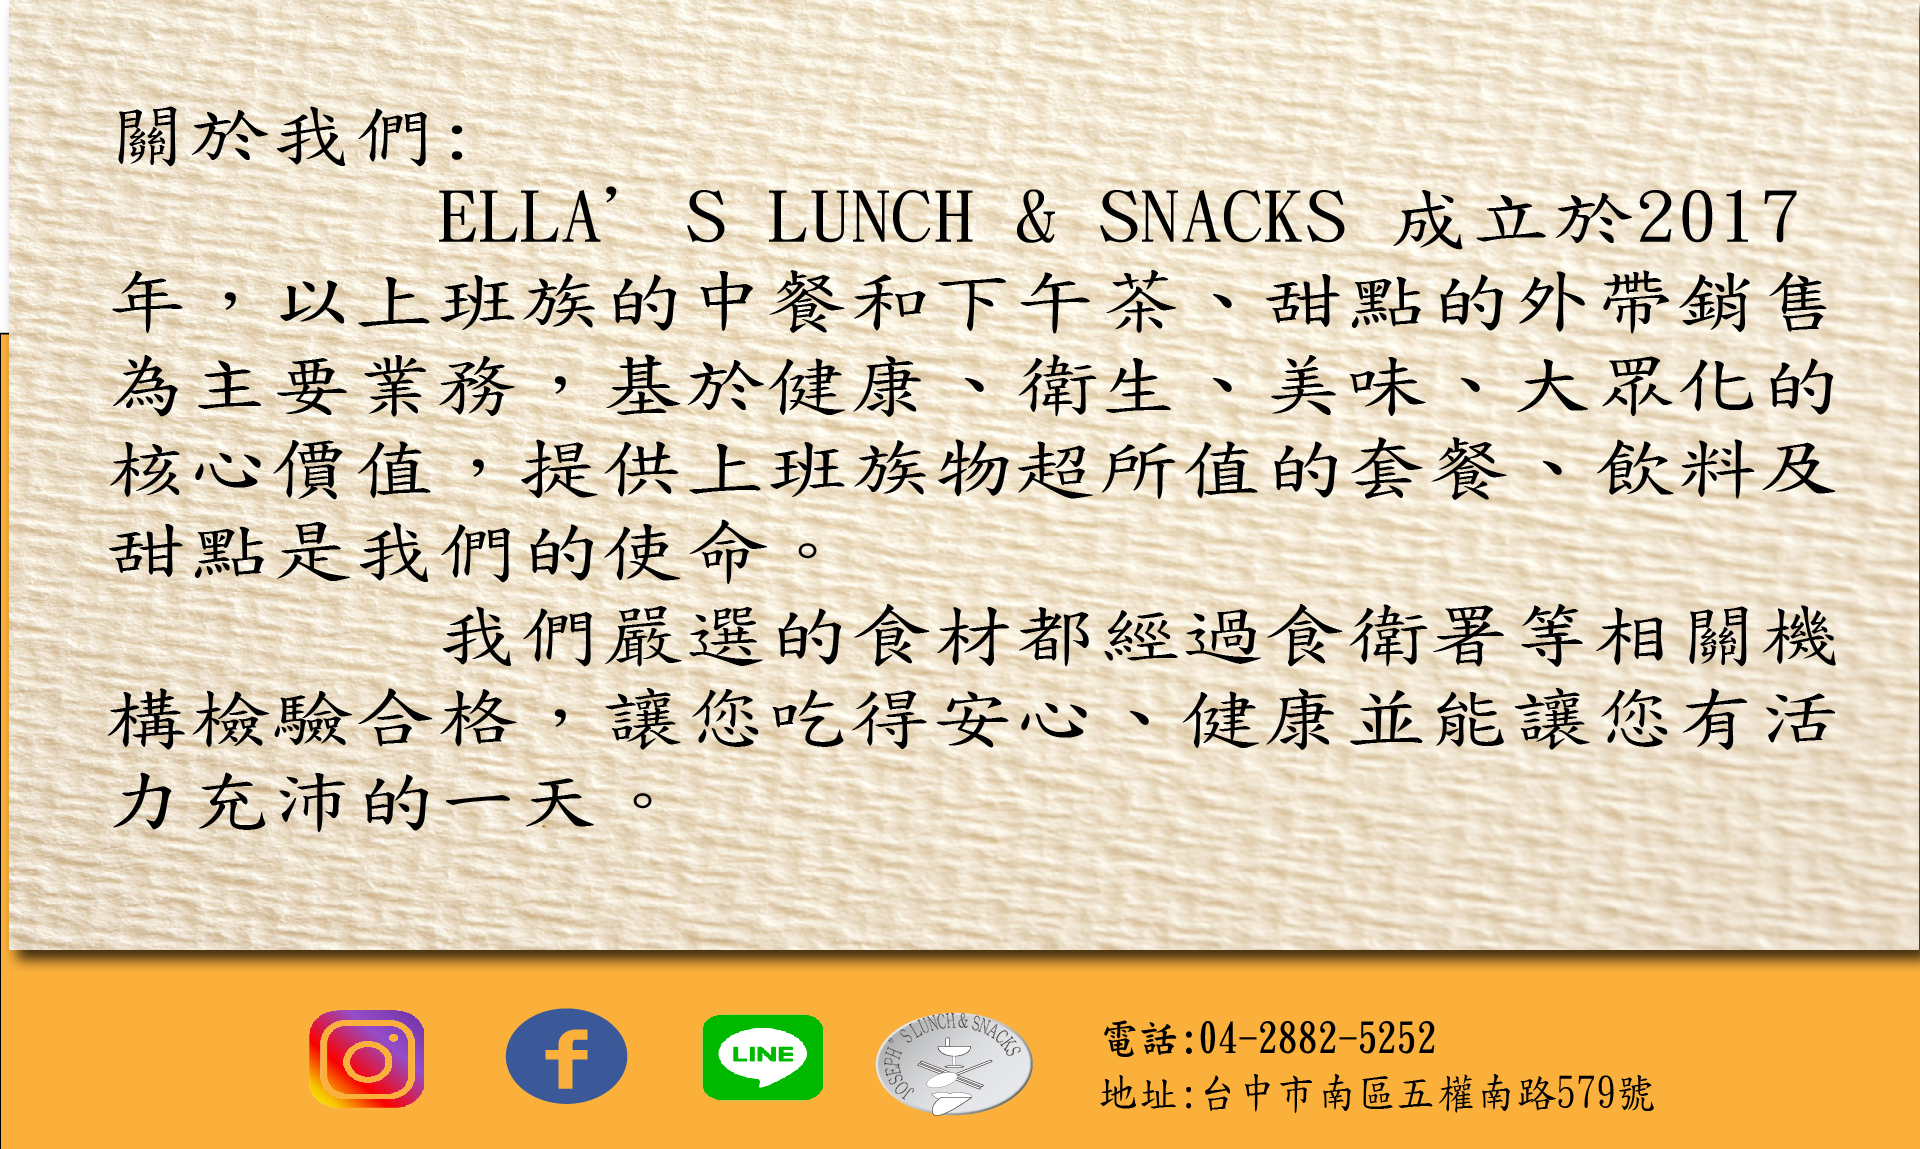 關於我們:
ELLA’S LUNCH & SNACKS 成立於2017
年，以上班族的中餐和下午茶、甜點的外帶銷售
為主要業務，基於健康、衛生、美味、大眾化的
核心價值，提供上班族物超所值的套餐、飲料及
甜點是我們的使命。
我們嚴選的食材都經過食衛署等相關機
構檢驗合格，讓您吃得安心、健康並能讓您有活
力充沛的一天。
LINE
JOSEPH"S LUNCH & SNACKS
電話:04-2882-5252
地址:台中市南區五權南路579號